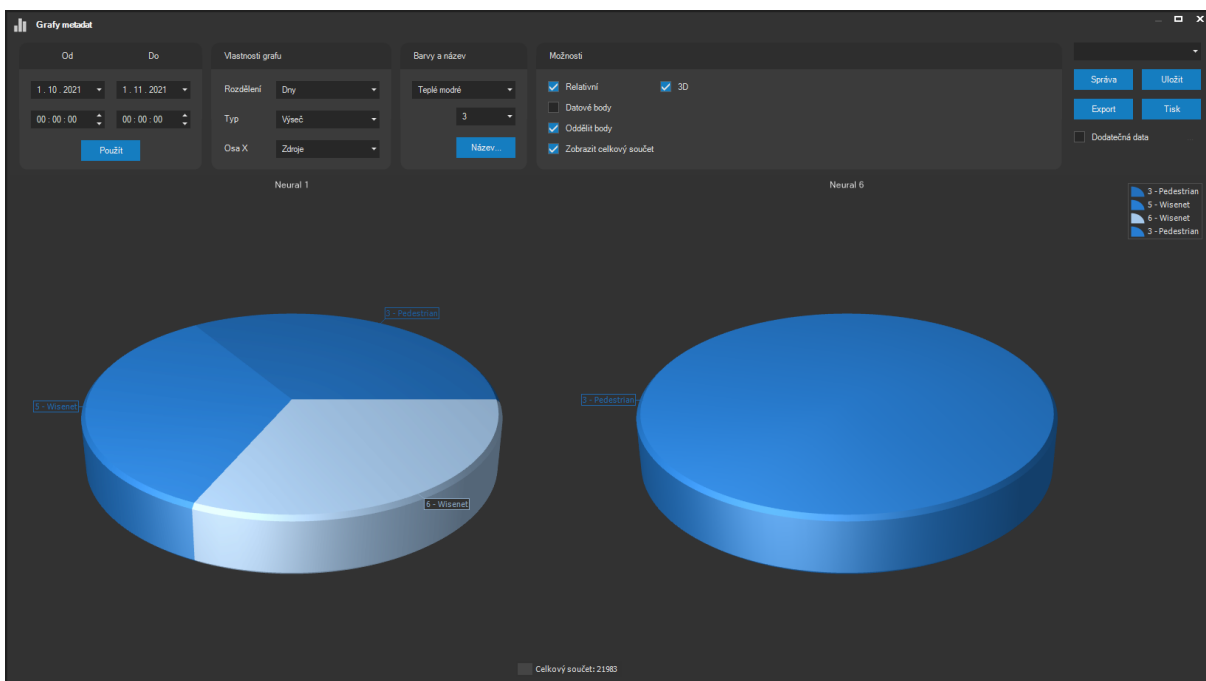 Grafy metadat
Od Do
1 . 10 . 2021 1 . 11 . 2021
00 : 00 : 00 00 : 00 : 00
Použít
Vlastnosti grafu
Rozdělení Dny
Typ Výseč
Osa X Zdroje
Barvy a název
Teplé modré
3
Název...
Možnosti
Relativní 3D
Datové body
Oddělit body
Zobrazit celkový součet
Správa Uložit
Export Tisk
Dodatečná data
Neural 1
Neural 6
3 - Pedestrian
5 - Wisenet
6 - Wisenet
3 - Pedestrian
3 - Pedestrian
5 - Wisenet
6 - Wisenet
3 - Pedestrian
Celkový součet: 21983